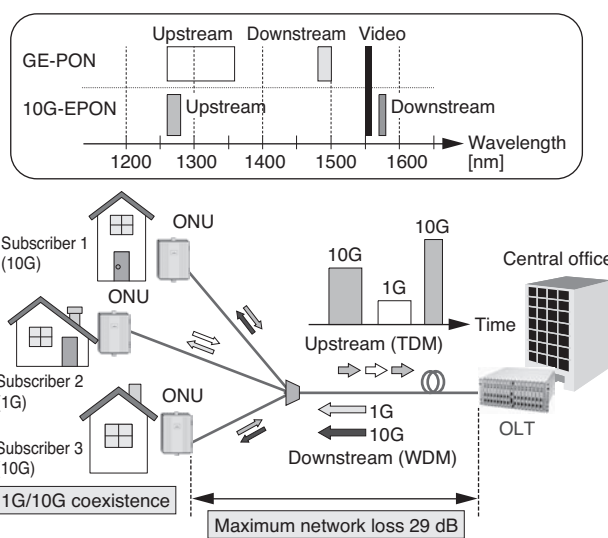 Upstream Downstream Video
GE-PON
10G-EPON Upstream Downstream
Wavelength
[nm]
1200 1300 1400 1500 1600
Subscriber 1
(10G)
ONU
10G
10G
1G
Time
Upstream (TDM)
Central office
ONU
Subscriber 2
(1G)
ONU
Subscriber 3
(10G)
1G
10G
Downstream (WDM)
OLT
1G/10G coexistence
Maximum network loss 29 dB